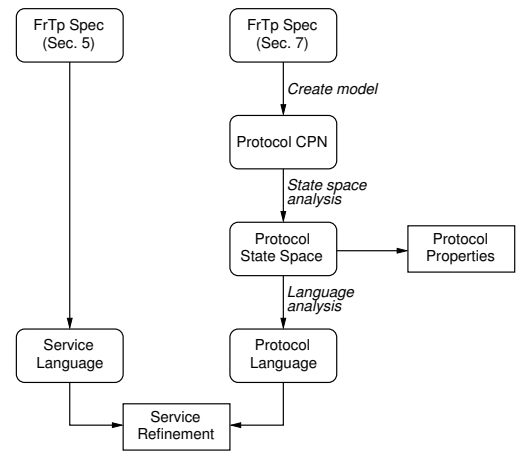 FrTp Spec
(Sec. 5)
FrTp Spec
(Sec. 7)
Create model
Protocol CPN
State space
analysis
Protocol
State Space
Protocol
Properties
Language
analysis
Service
Language
Protocol
Language
Service
Refinement